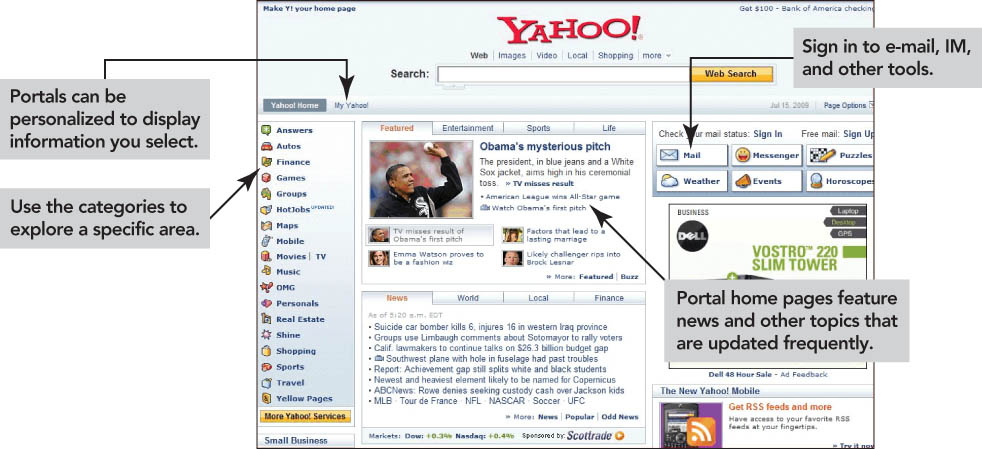 Make Y! your home page
Get $100 - Bank of America checkin
YAHOO!
Web | Images | Video | Local | Shopping | more
Search:
Web Search
Yahoo! Home
My Yahoo!
Jul 15, 2009 | Page Options
Portals can be
personalized to display
information you select.
Use the categories to
explore a specific area.
Sign in to e-mail, IM,
and other tools.
Portal home pages feature
news and other topics that
are updated frequently.
Answers
Autos
Finance
Games
Groups
HotJobs UPDATED!
Maps
Mobile
Movies | TV
Music
OMG
Personals
Real Estate
Shine
Shopping
Sports
Travel
Yellow Pages
More Yahoo! Services
Small Business
Featured
Entertainment
Sports
Life
Obama's mysterious pitch
The president, in blue jeans and a White
Sox jacket, aims high in his ceremonial
toss. » TV misses result
• American League wins All-Star game
Watch Obama's first pitch
TV misses result of
Obama's first pitch
Factors that lead to a
lasting marriage
Emma Watson proves to
be a fashion wiz
Likely challenger rips into
Brock Lesnar
» More: Featured | Buzz
News
World
Local
Finance
As of 5:20 a.m. EDT
• Suicide car bomber kills 6, injures 16 in western Iraq province
• Groups use Limbaugh comments about Sotomayor to rally voters
• Calif. lawmakers to continue talks on $26.3 billion budget gap
• Southwest plane with hole in fuselage had past troubles
• Report: Achievement gap still splits white and black students
• Newest and heaviest element likely to be named for Copernicus
• ABCNews: Rowe denies seeking custody cash over Jackson kids
• MLB · Tour de France · NFL · NASCAR · Soccer · UFC
» More: News | Popular | Odd News
Markets: Dow: +0.3% Nasdaq: +0.4% Sponsored by: Scottrade
Check your mail status: Sign In
Free mail: Sign Up
Mail
Messenger
Puzzles
Weather
Events
Horoscopes
BUSINESS
DELL
Laptop
Desktop
GPS
VOSTRO™ 220
SLIM TOWER
Dell 48 Hour Sale - Ad Feedback
The New Yahoo! Mobile
Get RSS feeds and more
Have access to your favorite RSS
feeds at your fingertips.
» Try it now